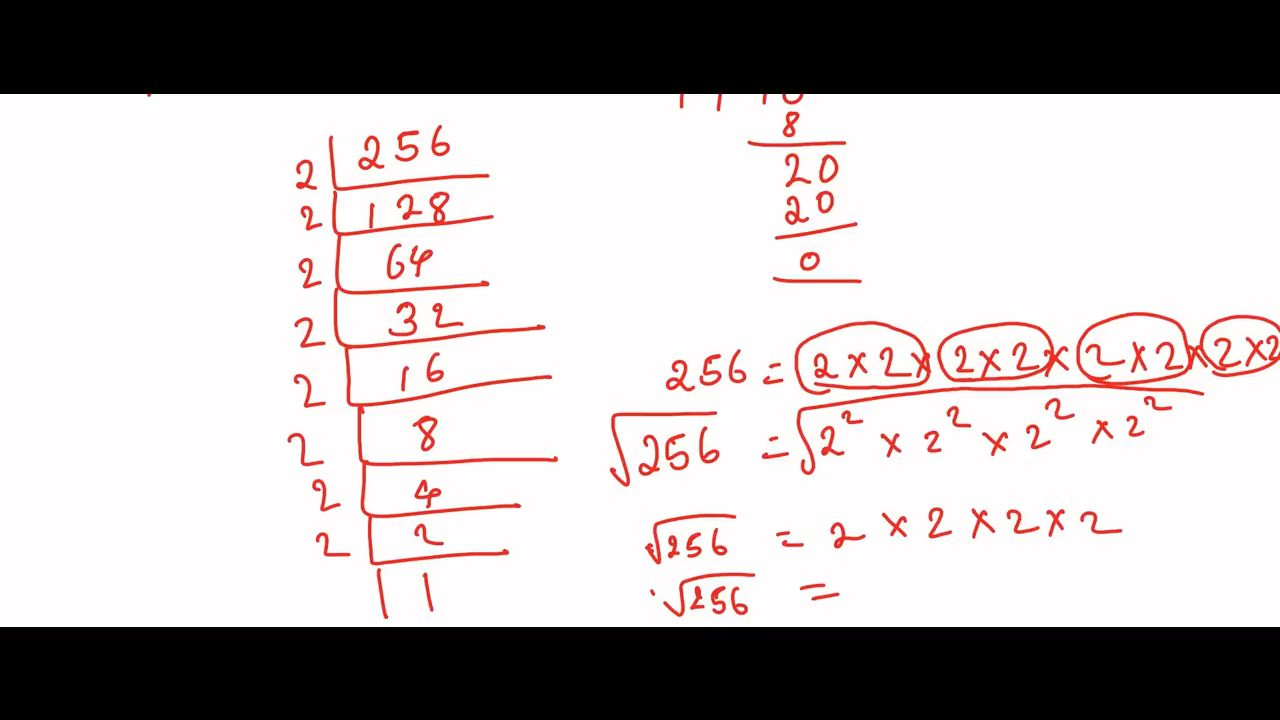 2 | 256
2 | 128
2 | 64
2 | 32
2 | 16
2 | 8
2 | 4
2 | 2
1
8
20
20
0
256 = 2 × 2 × 2 × 2 × 2 × 2 × 2 × 2
√256 = √2² × 2² × 2² × 2²
√256 = 2 × 2 × 2 × 2
√256 =